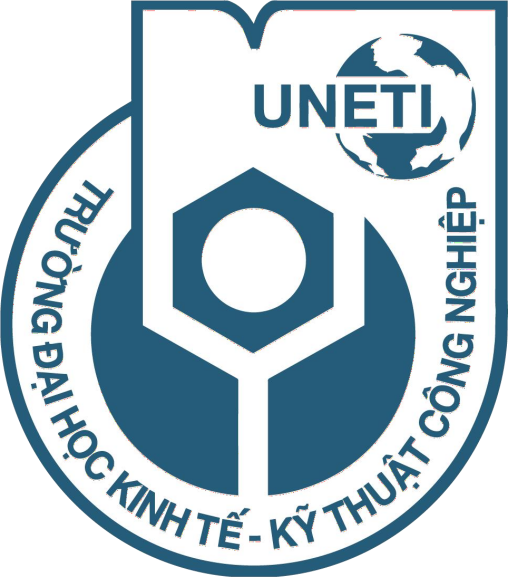 UNETI
TRƯỜNG ĐẠI HỌC KINH TẾ - KỸ THUẬT CÔNG NGHIỆP